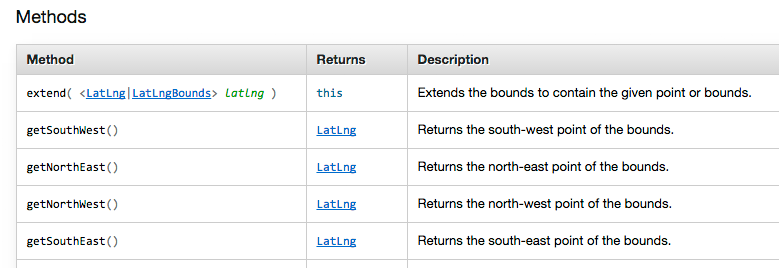 Methods
Method Returns Description
extend( <LatLng|LatLngBounds> latlng ) this Extends the bounds to contain the given point or bounds.
getSouthWest() LatLng Returns the south-west point of the bounds.
getNorthEast() LatLng Returns the north-east point of the bounds.
getNorthWest() LatLng Returns the north-west point of the bounds.
getSouthEast() LatLng Returns the south-east point of the bounds.